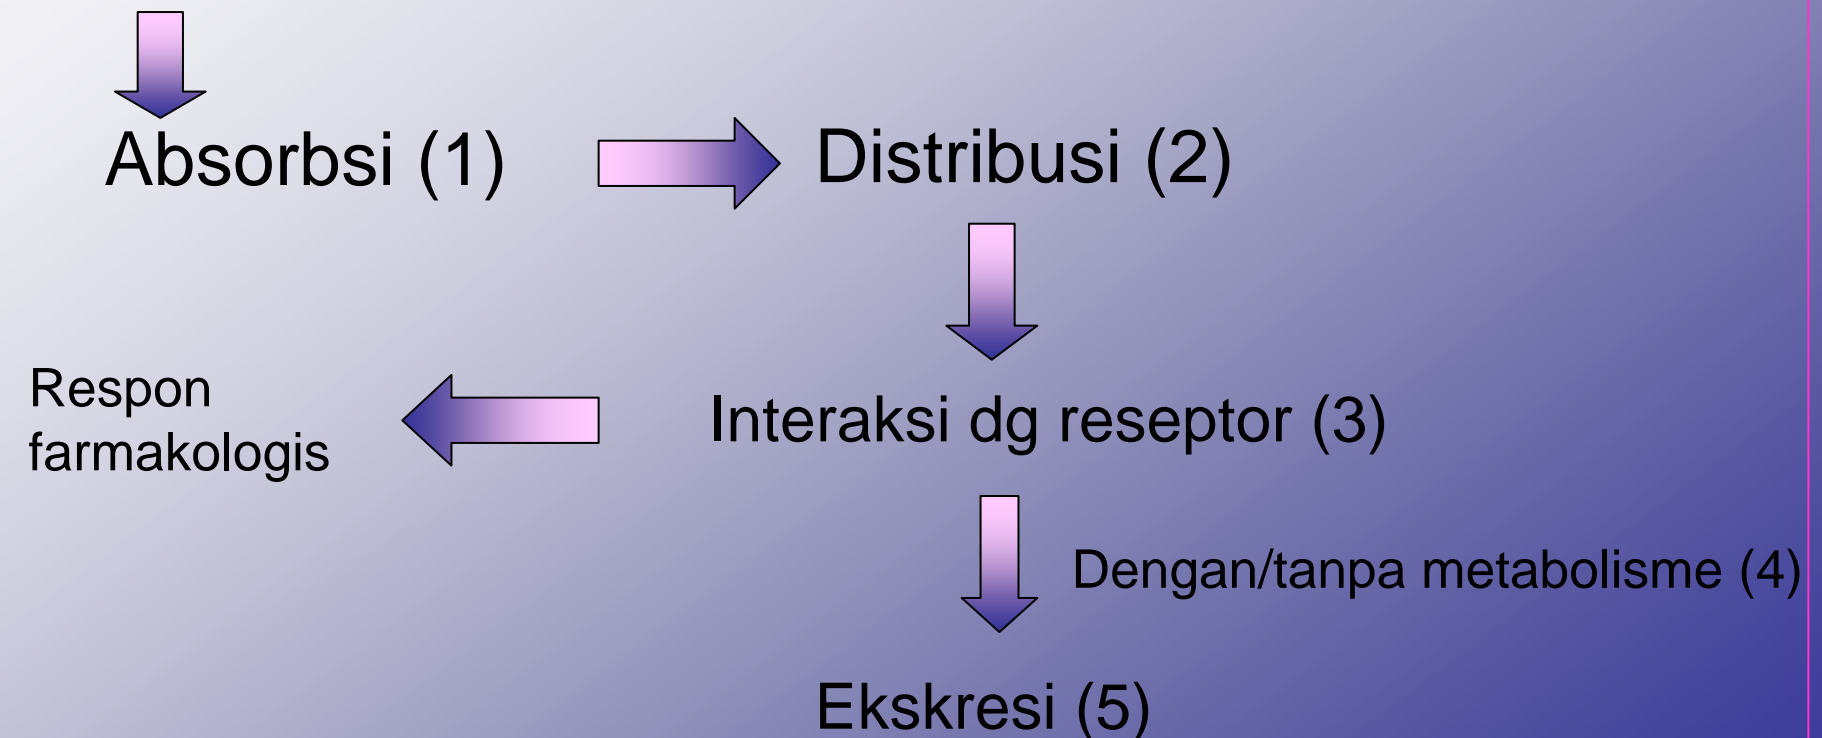 Absorbsi (1)
Distribusi (2)
Respon
farmakologis
Interaksi dg reseptor (3)
Dengan/tanpa metabolisme (4)
Ekskresi (5)